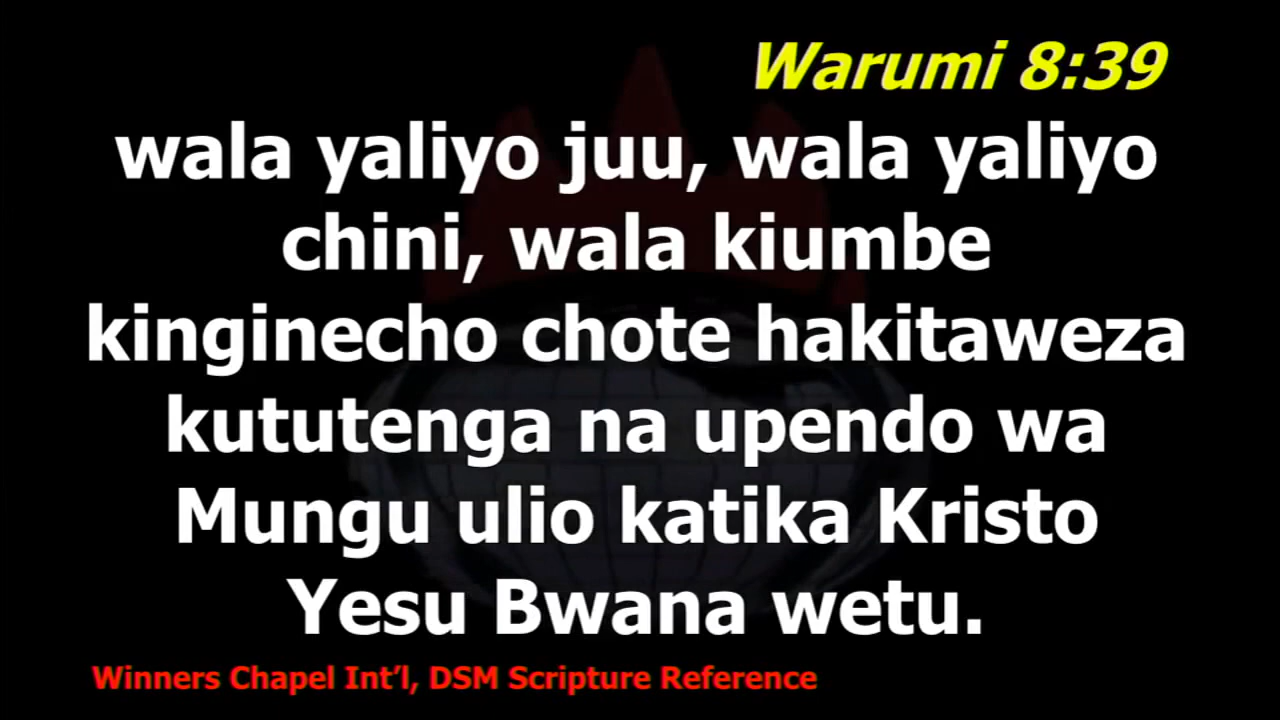 Warumi 8:39
wala yaliyo juu, wala yaliyo
chini, wala kiumbe
kinginecho chote hakitaweza
kututenga na upendo wa
Mungu ulio katika Kristo
Yesu Bwana wetu.
Winners Chapel Int’l, DSM Scripture Reference